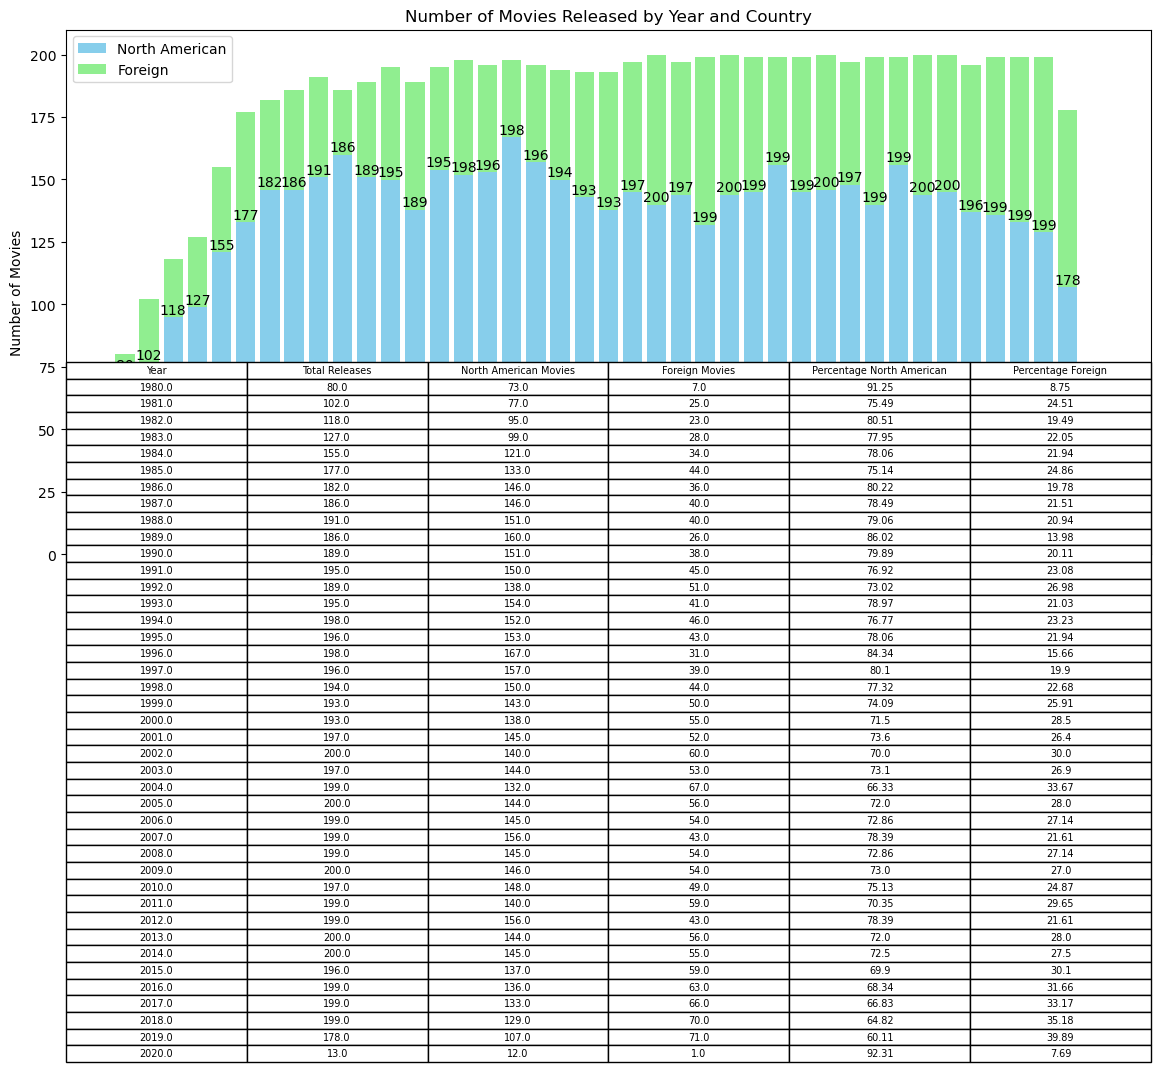 Number of Movies Released by Year and Country
North American
Foreign
Number of Movies
200
175
150
125
100
75
50
25
0
102
118
127
155
177
182
186
191
186
189
195
189
195
198
196
198
196
194
193
193
197
200
197
199
200
199
199
199
200
197
199
199
200
200
196
199
199
199
178
Year Total Releases North American Movies Foreign Movies Percentage North American Percentage Foreign
1980.0 80.0 73.0 7.0 91.25 8.75
1981.0 102.0 77.0 25.0 75.49 24.51
1982.0 118.0 95.0 23.0 80.51 19.49
1983.0 127.0 99.0 28.0 77.95 22.05
1984.0 155.0 121.0 34.0 78.06 21.94
1985.0 177.0 133.0 44.0 75.14 24.86
1986.0 182.0 146.0 36.0 80.22 19.78
1987.0 186.0 146.0 40.0 78.49 21.51
1988.0 191.0 151.0 40.0 79.06 20.94
1989.0 186.0 160.0 26.0 86.02 13.98
1990.0 189.0 151.0 38.0 79.89 20.11
1991.0 195.0 150.0 45.0 76.92 23.08
1992.0 189.0 138.0 51.0 73.02 26.98
1993.0 195.0 154.0 41.0 78.97 21.03
1994.0 198.0 152.0 46.0 76.77 23.23
1995.0 196.0 153.0 43.0 78.06 21.94
1996.0 198.0 167.0 31.0 84.34 15.66
1997.0 196.0 157.0 39.0 80.1 19.9
1998.0 194.0 150.0 44.0 77.32 22.68
1999.0 193.0 143.0 50.0 74.09 25.91
2000.0 193.0 138.0 55.0 71.5 28.5
2001.0 197.0 145.0 52.0 73.6 26.4
2002.0 200.0 140.0 60.0 70.0 30.0
2003.0 197.0 144.0 53.0 73.1 26.9
2004.0 199.0 132.0 67.0 66.33 33.67
2005.0 200.0 144.0 56.0 72.0 28.0
2006.0 199.0 145.0 54.0 72.86 27.14
2007.0 199.0 156.0 43.0 78.39 21.61
2008.0 199.0 145.0 54.0 72.86 27.14
2009.0 200.0 146.0 54.0 73.0 27.0
2010.0 197.0 148.0 49.0 75.13 24.87
2011.0 199.0 140.0 59.0 70.35 29.65
2012.0 199.0 156.0 43.0 78.39 21.61
2013.0 200.0 144.0 56.0 72.0 28.0
2014.0 200.0 145.0 55.0 72.5 27.5
2015.0 196.0 137.0 59.0 69.9 30.1
2016.0 199.0 136.0 63.0 68.34 31.66
2017.0 199.0 133.0 66.0 66.83 33.17
2018.0 199.0 129.0 70.0 64.82 35.18
2019.0 178.0 107.0 71.0 60.11 39.89
2020.0 13.0 12.0 1.0 92.31 7.69